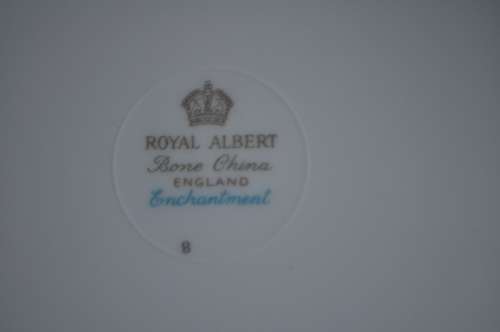 ROYAL ALBERT
Bone China
ENGLAND
Enchantment
8